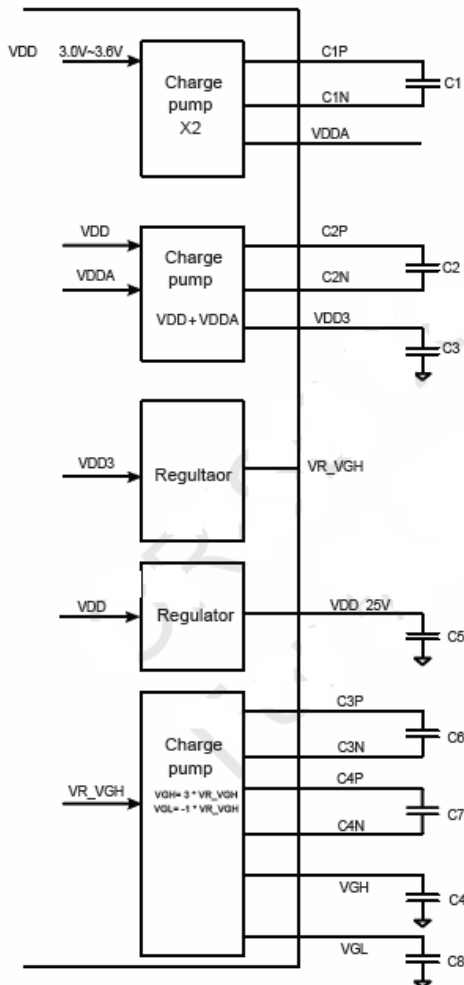 C1P
VDD 3.0V~3.6V
Charge
pump
X2
C1
C1N
VDDA
VDD
C2P
Charge
pump
C2
VDDA
C2N
VDD+VDDA
VDD3
C3
VDD3
Regultaor
VR_VGH
VDD
Regulator
VDD_25V
C5
C3P
C6
Charge
pump
C3N
VR_VGH
VGH= 3 * VR_VGH
VGL= -1 * VR_VGH
C4P
C7
C4N
VGH
C4
VGL
C8